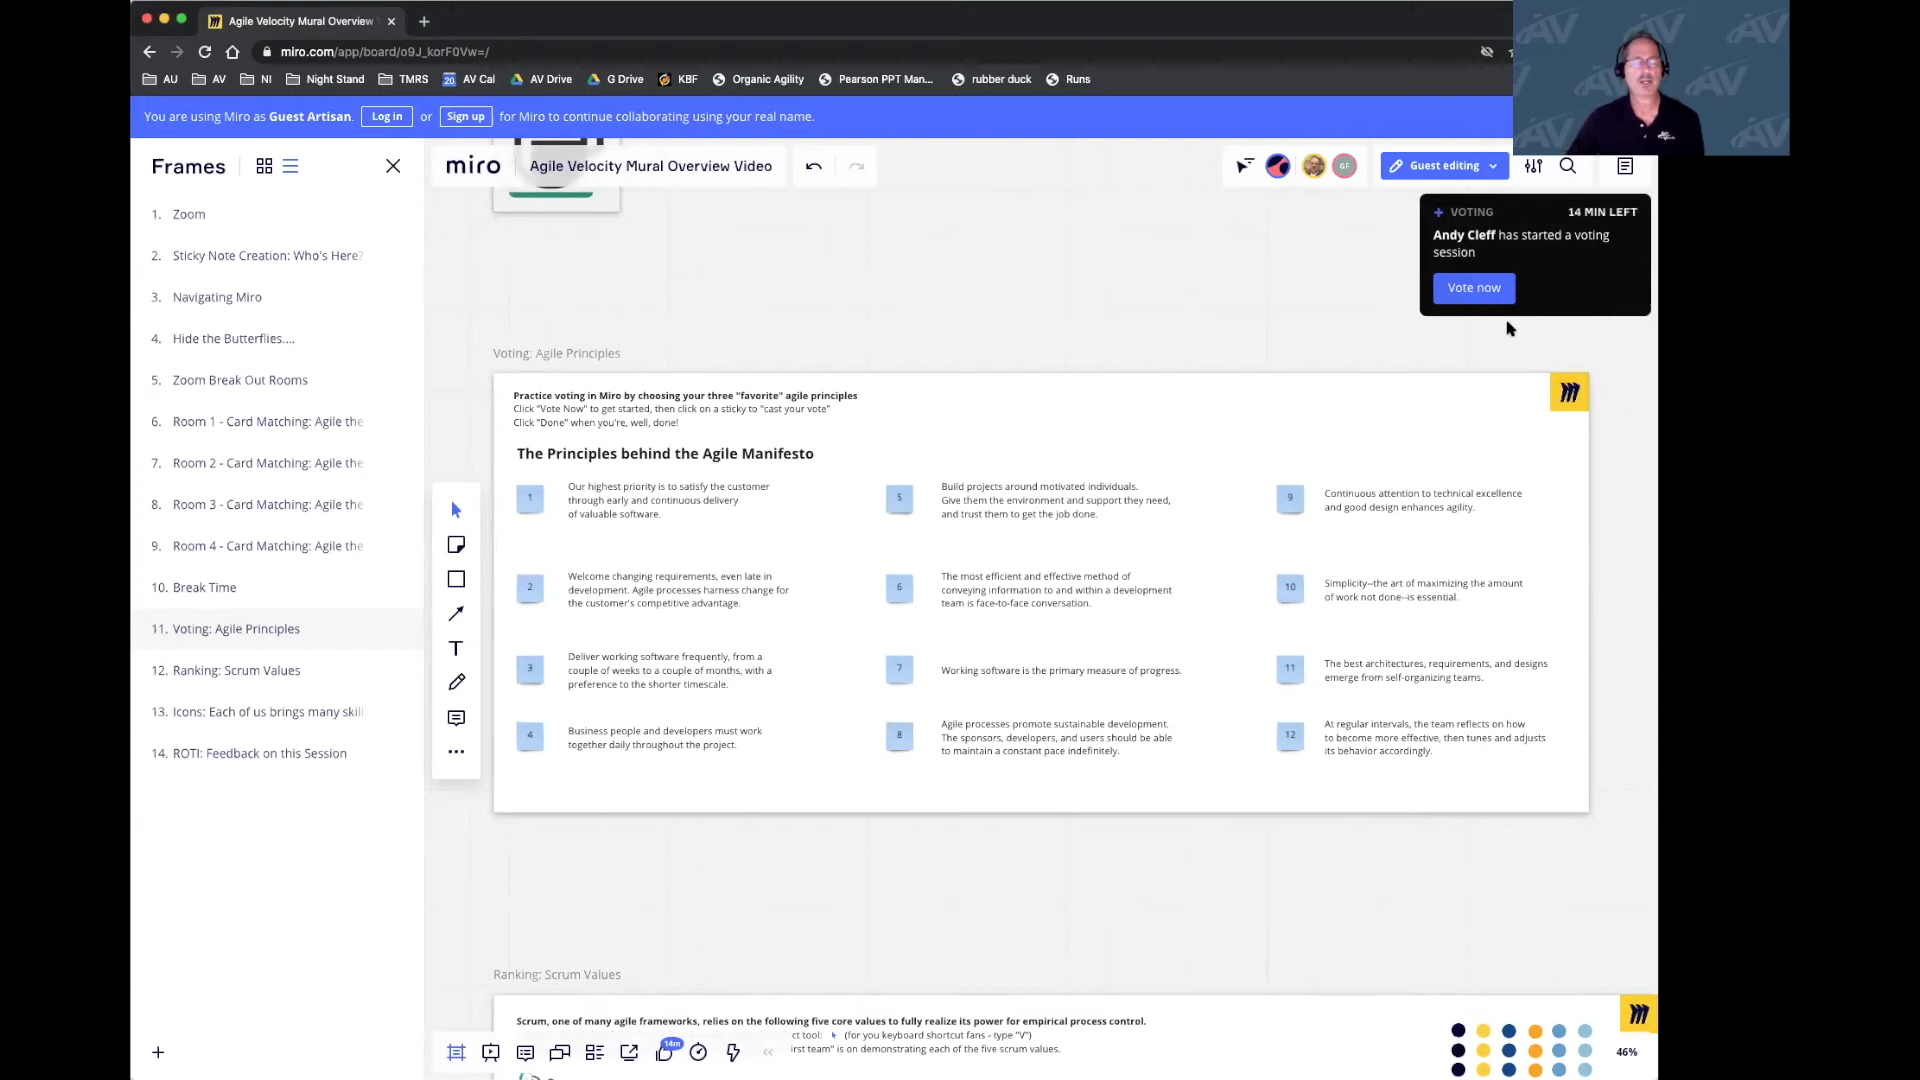 Agile Velocity Mural Overview
miro.com/app/board/o9J_korF0Vw=/
AU AV NI Night Stand TMRS AV Cal AV Drive G Drive KBF Organic Agility Pearson PPT Man... rubber duck Runs
You are using Miro as Guest Artisan. Log in or Sign up for Miro to continue collaborating using your real name.
Frames
1. Zoom
2. Sticky Note Creation: Who's Here?
3. Navigating Miro
4. Hide the Butterflies....
5. Zoom Break Out Rooms
6. Room 1 - Card Matching: Agile the
7. Room 2 - Card Matching: Agile the
8. Room 3 - Card Matching: Agile the
9. Room 4 - Card Matching: Agile the
10. Break Time
11. Voting: Agile Principles
12. Ranking: Scrum Values
13. Icons: Each of us brings many skil
14. ROTI: Feedback on this Session
miro Agile Velocity Mural Overview Video
GF
Guest editing
AV
VOTING 14 MIN LEFT
Andy Cleff has started a voting
session
Vote now
Voting: Agile Principles
Practice voting in Miro by choosing your three "favorite" agile principles
Click "Vote Now" to get started, then click on a sticky to "cast your vote"
Click "Done" when you're, well, done!
The Principles behind the Agile Manifesto
1
Our highest priority is to satisfy the customer
through early and continuous delivery
of valuable software.
2
Welcome changing requirements, even late in
development. Agile processes harness change for
the customer's competitive advantage.
3
Deliver working software frequently, from a
couple of weeks to a couple of months, with a
preference to the shorter timescale.
4
Business people and developers must work
together daily throughout the project.
5
Build projects around motivated individuals.
Give them the environment and support they need,
and trust them to get the job done.
6
The most efficient and effective method of
conveying information to and within a development
team is face-to-face conversation.
7
Working software is the primary measure of progress.
8
Agile processes promote sustainable development.
The sponsors, developers, and users should be able
to maintain a constant pace indefinitely.
9
Continuous attention to technical excellence
and good design enhances agility.
10
Simplicity--the art of maximizing the amount
of work not done--is essential.
11
The best architectures, requirements, and designs
emerge from self-organizing teams.
12
At regular intervals, the team reflects on how
to become more effective, then tunes and adjusts
its behavior accordingly.
Ranking: Scrum Values
Scrum, one of many agile frameworks, relies on the following five core values to fully realize its power for empirical process control.
ct tool: (for you keyboard shortcut fans - type "V")
irst team" is on demonstrating each of the five scrum values.
14m
46%